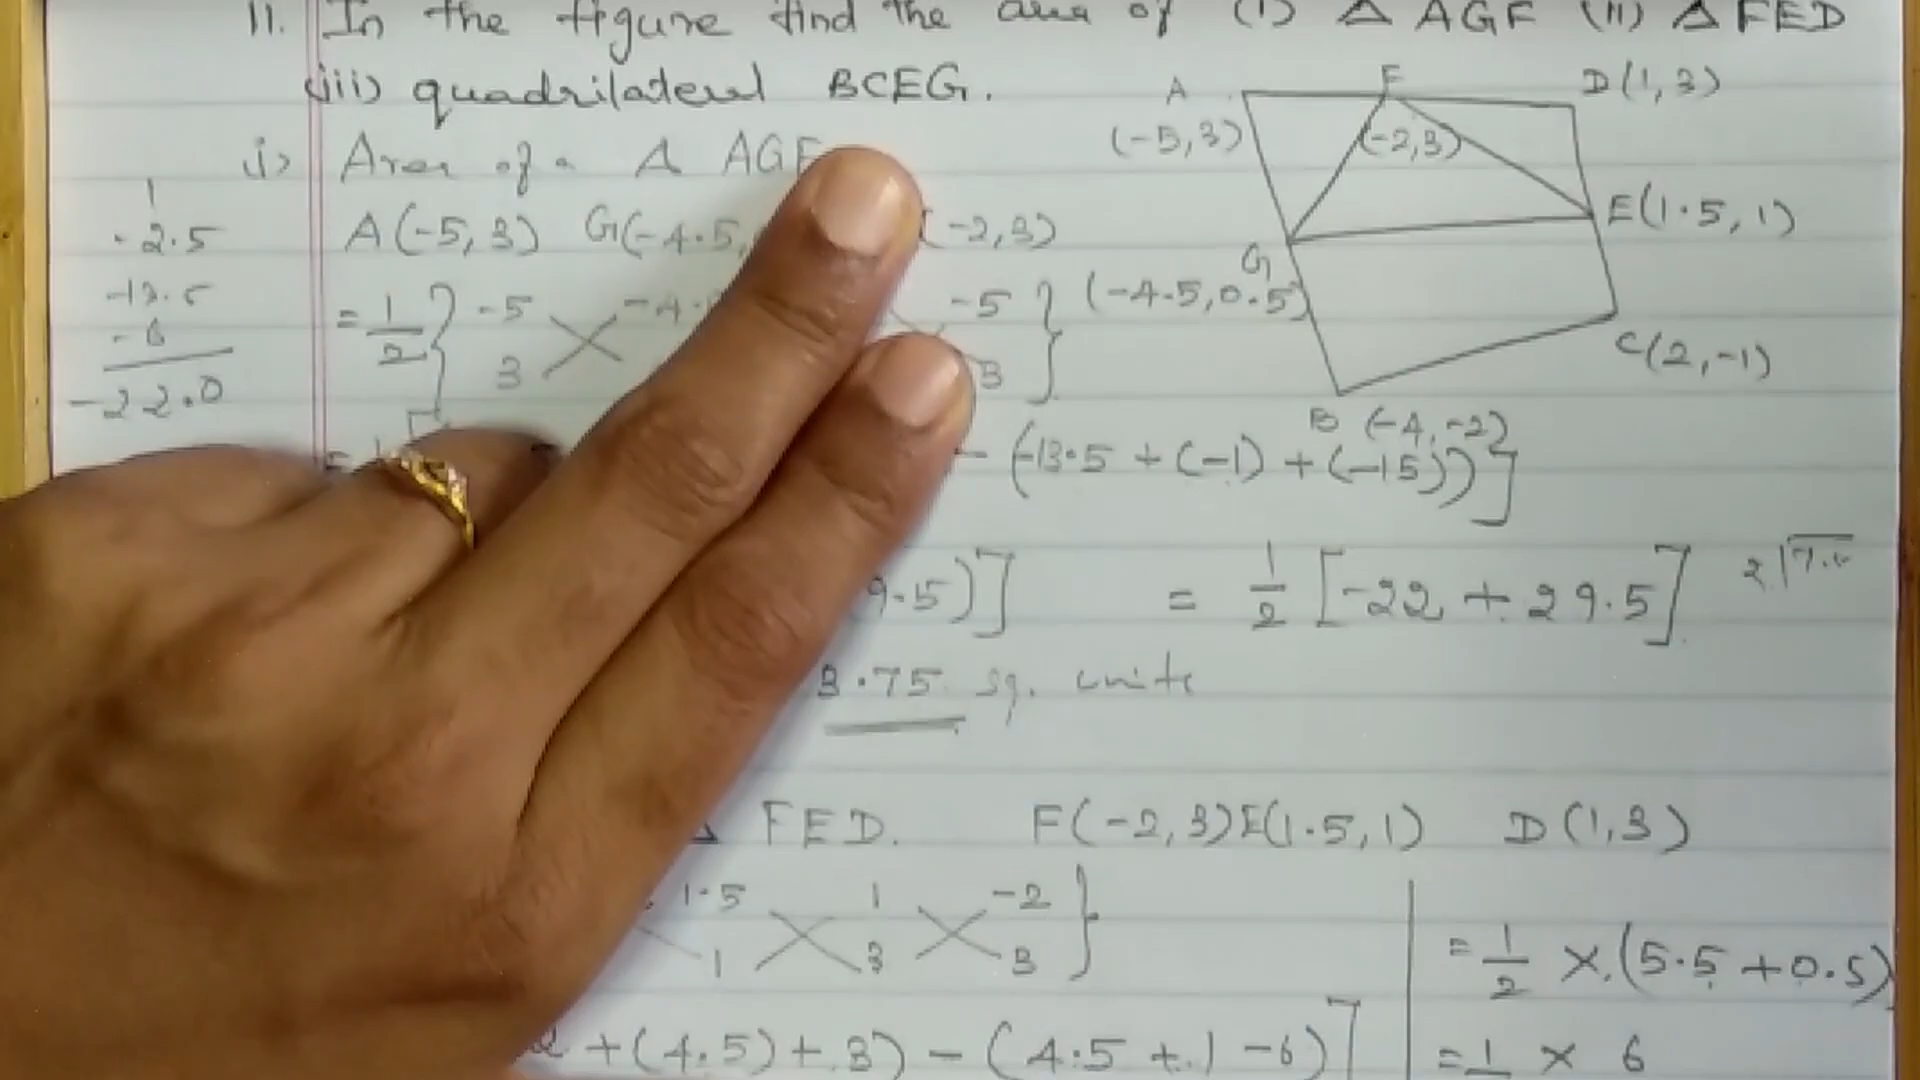 11. In the figure find the area of (i) Δ AGF (ii) Δ FED
(iii) quadrilateral BCEG.
A
F
D(1,3)
(-5,3)
(-2,3)
E(1.5,1)
G
(-4.5,0.5)
C(2,-1)
B (-4,-2)
i) Area of a Δ AGF
A(-5,3) G(-4.5, (-2,3)
1
-2.5
-13.5
-6
-22.0
= 1/2 { -5 -4. -5 }
3 3
- (-13.5 + (-1) + (-15))]
9.5)] = 1/2 [-22 + 29.5]
3.75 sq. units
Δ FED. F(-2,3) E(1.5,1) D(1,3)
1.5 1 -2 }
1 3 3
+(4.5)+3) - (4.5 + 1 -6)]
= 1/2 × (5.5 + 0.5)
= 1 × 6